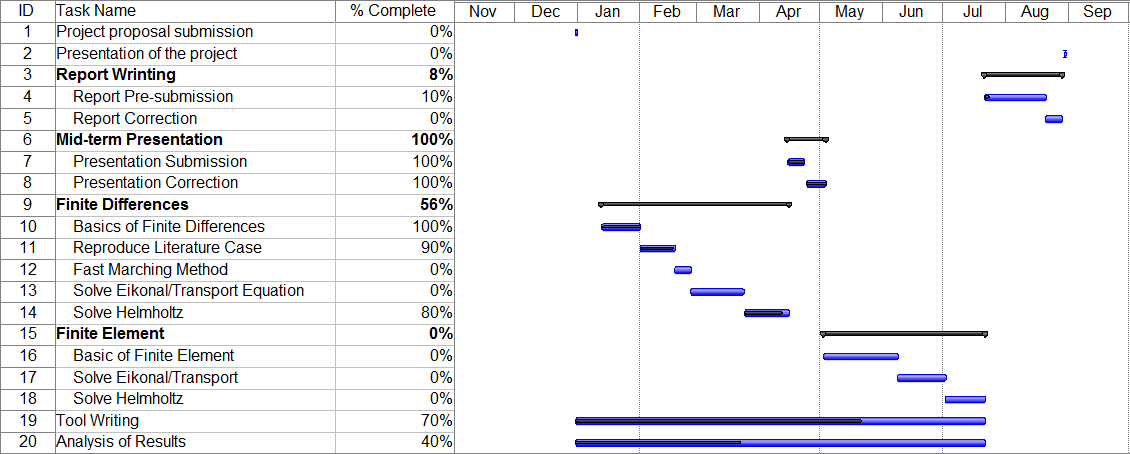 ID Task Name % Complete Nov Dec Jan Feb Mar Apr May Jun Jul Aug Sep
1 Project proposal submission 0%
2 Presentation of the project 0%
3 Report Wrinting 8%
4 Report Pre-submission 10%
5 Report Correction 0%
6 Mid-term Presentation 100%
7 Presentation Submission 100%
8 Presentation Correction 100%
9 Finite Differences 56%
10 Basics of Finite Differences 100%
11 Reproduce Literature Case 90%
12 Fast Marching Method 0%
13 Solve Eikonal/Transport Equation 0%
14 Solve Helmholtz 80%
15 Finite Element 0%
16 Basic of Finite Element 0%
17 Solve Eikonal/Transport 0%
18 Solve Helmholtz 0%
19 Tool Writing 70%
20 Analysis of Results 40%